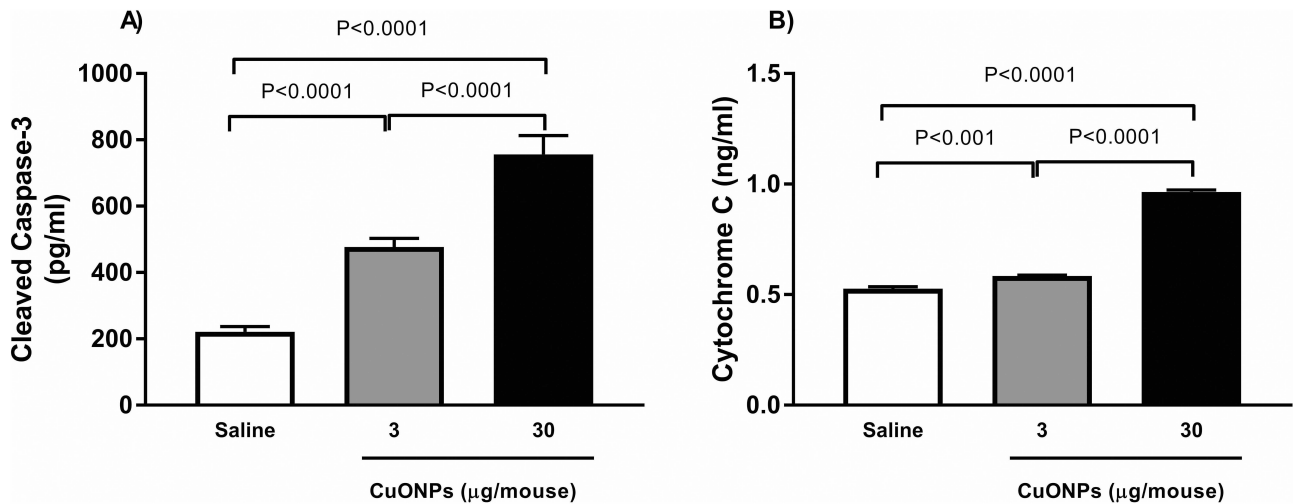 A)
P<0.0001
P<0.0001
P<0.0001
Cleaved Caspase-3
(pg/ml)
1000
800
600
400
200
0
Saline
3
30
CuONPs (μg/mouse)
B)
P<0.0001
P<0.001
P<0.0001
Cytochrome C (ng/ml)
1.5
1.0
0.5
0.0
Saline
3
30
CuONPs (μg/mouse)